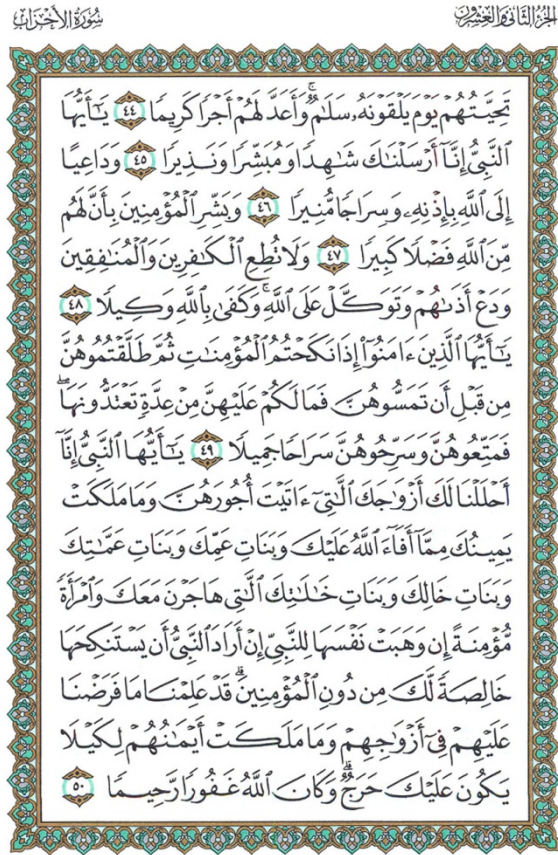 الجزء الثاني والعشرون
سورة الأحزاب
تَحِيَّتُهُمْ يَوْمَ يَلْقَوْنَهُۥ سَلَـٰمٌۚ وَأَعَدَّ لَهُمْ أَجْرًا كَرِيمًا ٤٤ يَـٰٓأَيُّهَا
ٱلنَّبِىُّ إِنَّآ أَرْسَلْنَـٰكَ شَـٰهِدًا وَمُبَشِّرًا وَنَذِيرًا ٤٥ وَدَاعِيًا
إِلَى ٱللَّهِ بِإِذْنِهِۦ وَسِرَاجًا مُّنِيرًا ٤٦ وَبَشِّرِ ٱلْمُؤْمِنِينَ بِأَنَّ لَهُم
مِّنَ ٱللَّهِ فَضْلًا كَبِيرًا ٤٧ وَلَا تُطِعِ ٱلْكَـٰفِرِينَ وَٱلْمُنَـٰفِقِينَ
وَدَعْ أَذَىٰهُمْ وَتَوَكَّلْ عَلَى ٱللَّهِۚ وَكَفَىٰ بِٱللَّهِ وَكِيلًا ٤٨
يَـٰٓأَيُّهَا ٱلَّذِينَ ءَامَنُوٓا۟ إِذَا نَكَحْتُمُ ٱلْمُؤْمِنَـٰتِ ثُمَّ طَلَّقْتُمُوهُنَّ
مِن قَبْلِ أَن تَمَسُّوهُنَّ فَمَا لَكُمْ عَلَيْهِنَّ مِنْ عِدَّةٍ تَعْتَدُّونَهَاۖ
فَمَتِّعُوهُنَّ وَسَرِّحُوهُنَّ سَرَاحًا جَمِيلًا ٤٩ يَـٰٓأَيُّهَا ٱلنَّبِىُّ إِنَّآ
أَحْلَلْنَا لَكَ أَزْوَٰجَكَ ٱلَّـٰتِىٓ ءَاتَيْتَ أُجُورَهُنَّ وَمَا مَلَكَتْ
يَمِينُكَ مِمَّآ أَفَآءَ ٱللَّهُ عَلَيْكَ وَبَنَاتِ عَمِّكَ وَبَنَاتِ عَمَّـٰتِكَ
وَبَنَاتِ خَالِكَ وَبَنَاتِ خَـٰلَـٰتِكَ ٱلَّـٰتِى هَاجَرْنَ مَعَكَ وَٱمْرَأَةً
مُّؤْمِنَةً إِن وَهَبَتْ نَفْسَهَا لِلنَّبِىِّ إِنْ أَرَادَ ٱلنَّبِىُّ أَن يَسْتَنكِحَهَا
خَالِصَةً لَّكَ مِن دُونِ ٱلْمُؤْمِنِينَۗ قَدْ عَلِمْنَا مَا فَرَضْنَا
عَلَيْهِمْ فِىٓ أَزْوَٰجِهِمْ وَمَا مَلَكَتْ أَيْمَـٰنُهُمْ لِكَيْلَا
يَكُونَ عَلَيْكَ حَرَجٌۗ وَكَانَ ٱللَّهُ غَفُورًا رَّحِيمًا ٥٠